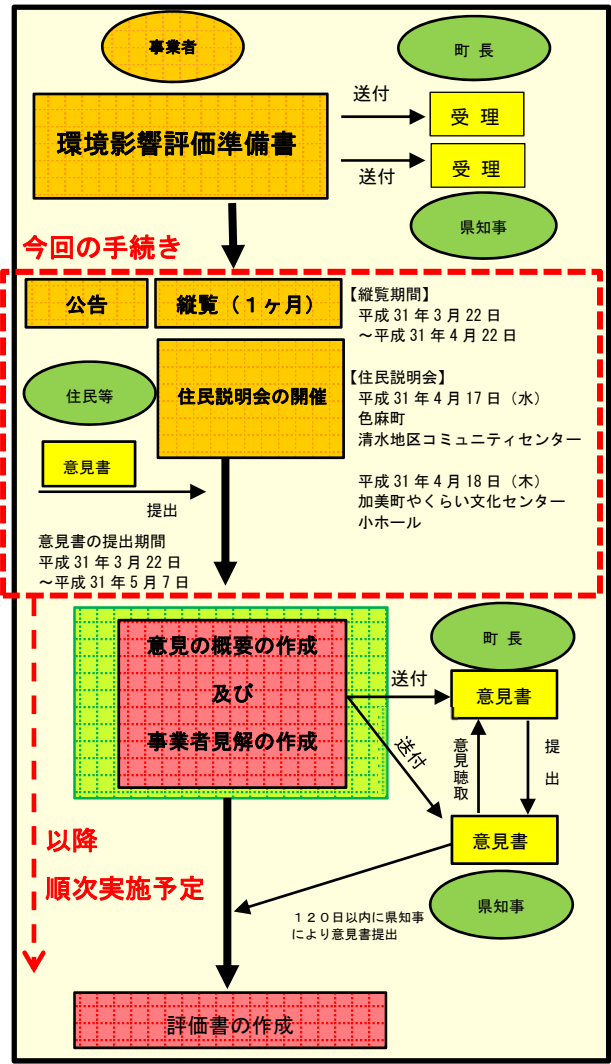 事業者
町 長
環境影響評価準備書
送付
受 理
送付
受 理
県知事
今回の手続き
公告
縦覧（１ヶ月）
【縦覧期間】
平成 31 年 3 月 22 日
～平成 31 年 4 月 22 日
住民等
住民説明会の開催
【住民説明会】
平成 31 年 4 月 17 日（水）
色麻町
清水地区コミュニティセンター
平成 31 年 4 月 18 日（木）
加美町やくらい文化センター
小ホール
意見書
提出
意見書の提出期間
平成 31 年 3 月 22 日
～平成 31 年 5 月 7 日
意見の概要の作成
及び
事業者見解の作成
町 長
送付
意見書
送付
意見聴取
提 出
意見書
県知事
以降
順次実施予定
１２０日以内に県知事
により意見書提出
評価書の作成